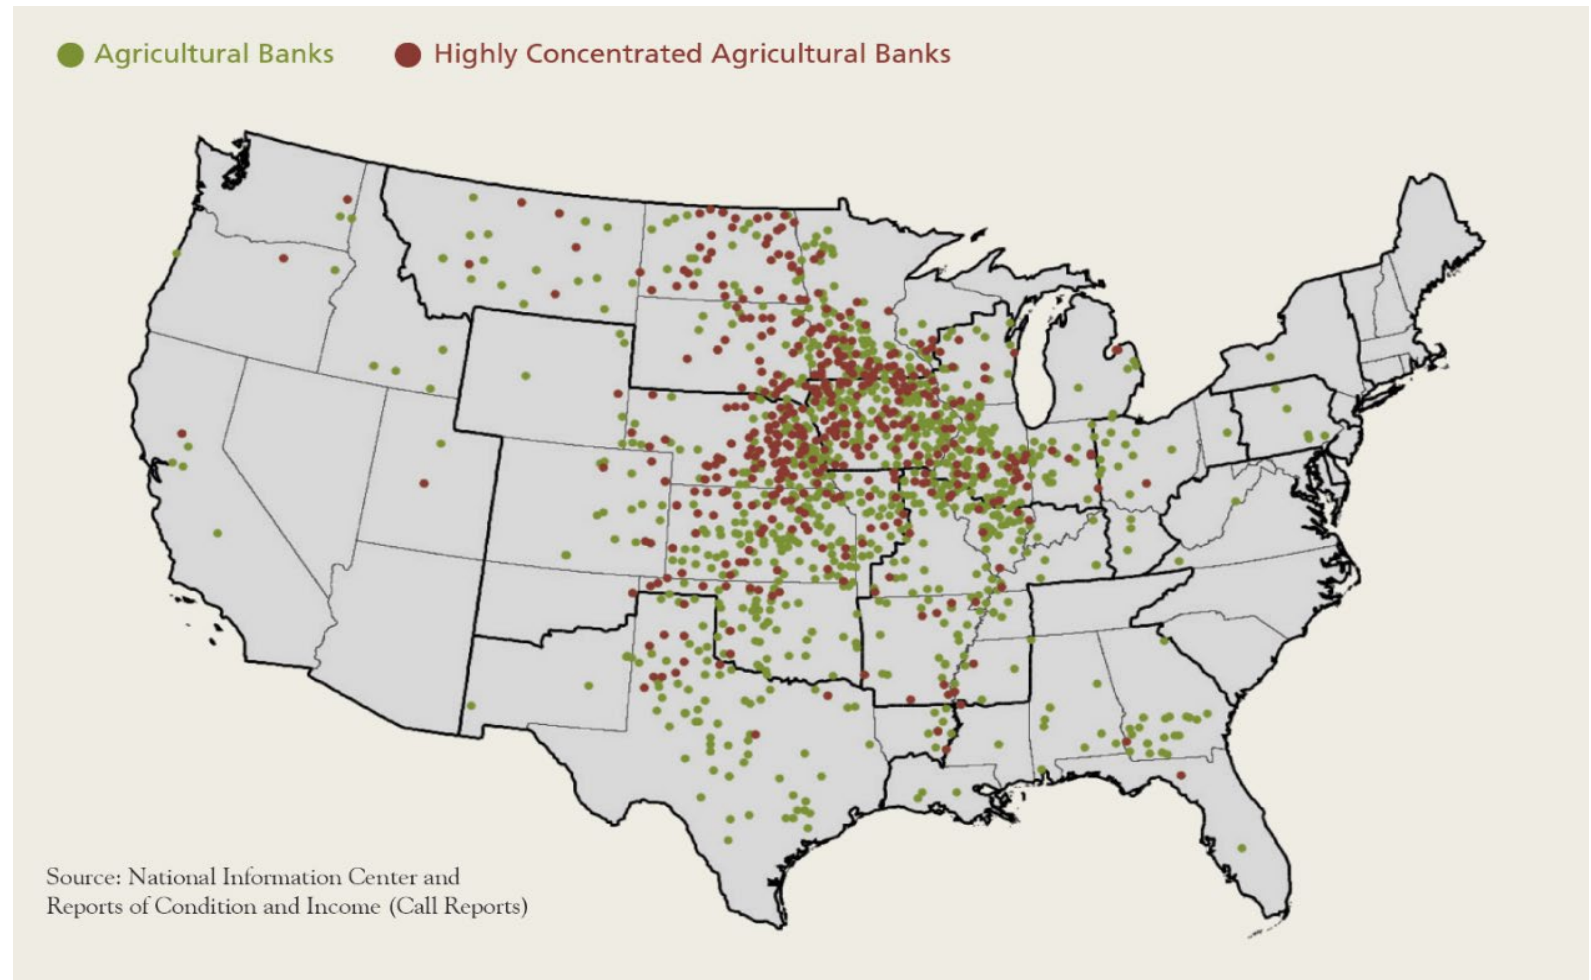 Agricultural Banks
Highly Concentrated Agricultural Banks
Source: National Information Center and
Reports of Condition and Income (Call Reports)